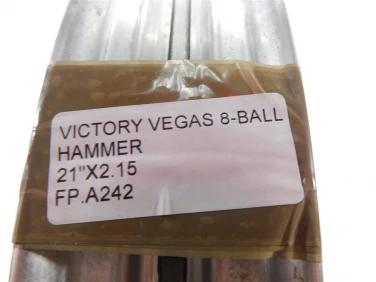 VICTORY VEGAS 8-BALL
HAMMER
21"X2.15
FP.A242